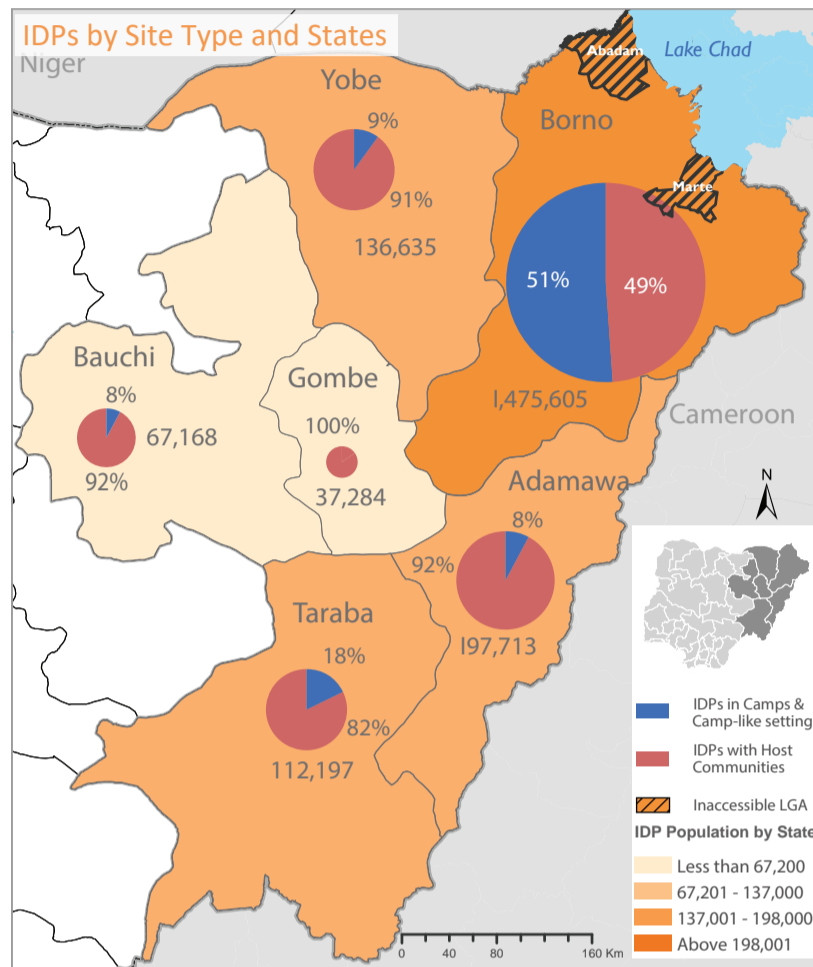 IDPs by Site Type and States
Niger
Abadam
Lake Chad
Yobe
Borno
9%
91%
136,635
Marte
51%
49%
1,475,605
Bauchi
8%
67,168
92%
Gombe
100%
37,284
Cameroon
N
Adamawa
8%
92%
197,713
Taraba
18%
82%
112,197
IDPs in Camps &
Camp-like setting
IDPs with Host
Communities
Inaccessible LGA
IDP Population by State
Less than 67,200
67,201 - 137,000
137,001 - 198,000
Above 198,001
0 40 80 160 Km